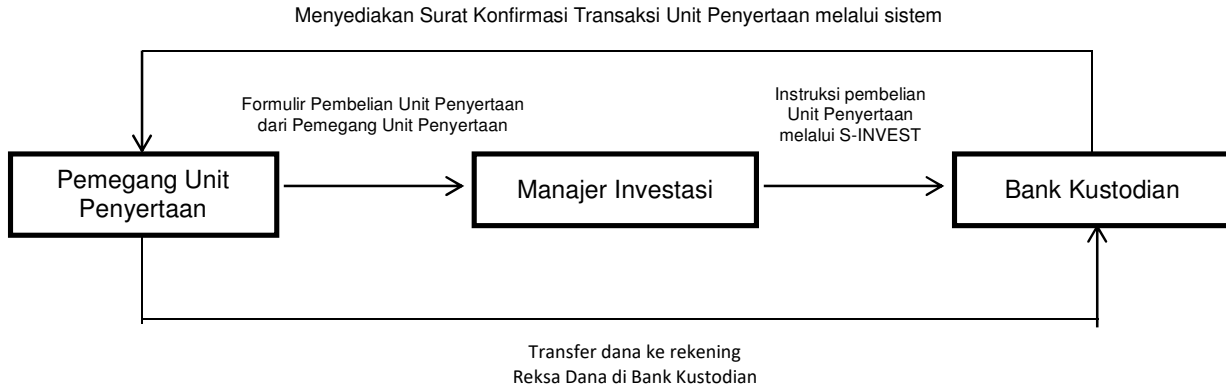 Menyediakan Surat Konfirmasi Transaksi Unit Penyertaan melalui sistem
Formulir Pembelian Unit Penyertaan
dari Pemegang Unit Penyertaan
Instruksi pembelian
Unit Penyertaan
melalui S-INVEST
Pemegang Unit
Penyertaan
Manajer Investasi
Bank Kustodian
Transfer dana ke rekening
Reksa Dana di Bank Kustodian